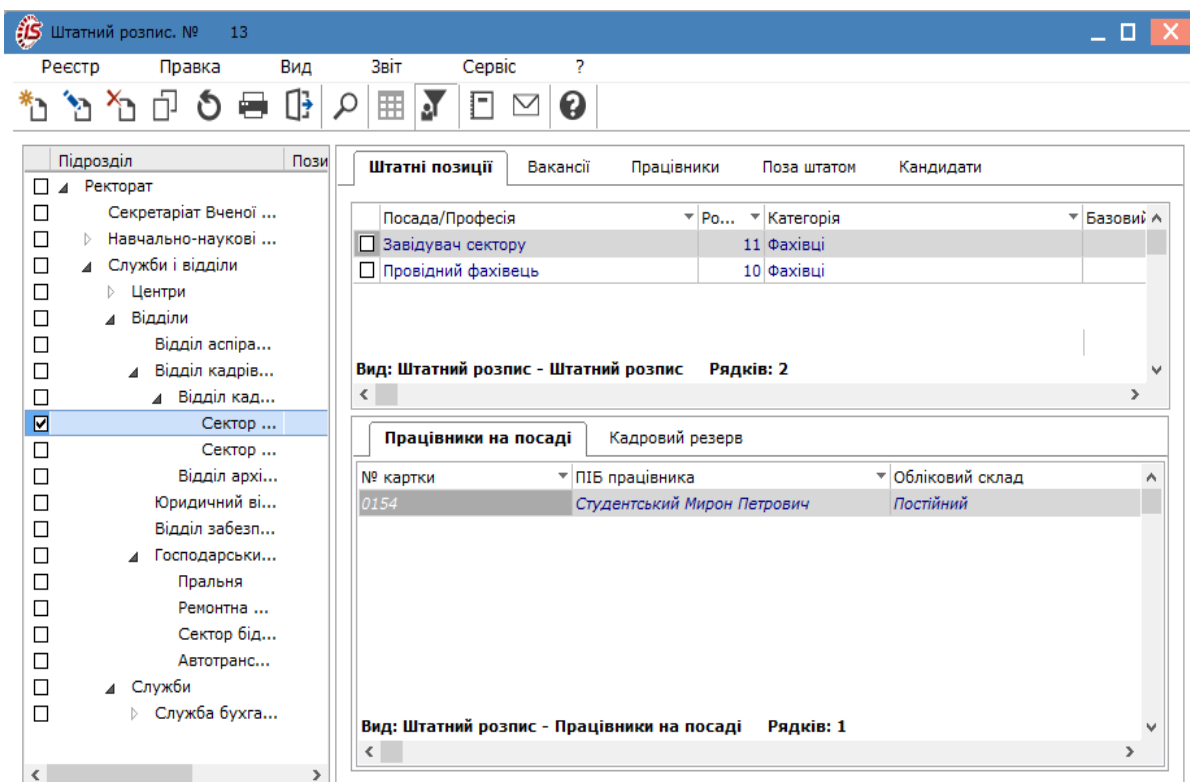 Штатний розпис. № 13
Реєстр Правка Вид Звіт Сервіс ?
Підрозділ Пози
Ректорат
Секретаріат Вченої ...
Навчально-наукові ...
Служби і відділи
Центри
Відділи
Відділ аспіра...
Відділ кадрів...
Відділ кад...
Сектор ...
Сектор ...
Відділ архі...
Юридичний ві...
Відділ забезп...
Господарськи...
Пральня
Ремонтна ...
Сектор бід...
Автотранс...
Служби
Служба бухга...
Штатні позиції Вакансії Працівники Поза штатом Кандидати
Посада/Професія Ро... Категорія Базовий
Завідувач сектору 11 Фахівці
Провідний фахівець 10 Фахівці
Вид: Штатний розпис - Штатний розпис Рядків: 2
Працівники на посаді Кадровий резерв
№ картки ПІБ працівника Обліковий склад
0154 Студентський Мирон Петрович Постійний
Вид: Штатний розпис - Працівники на посаді Рядків: 1